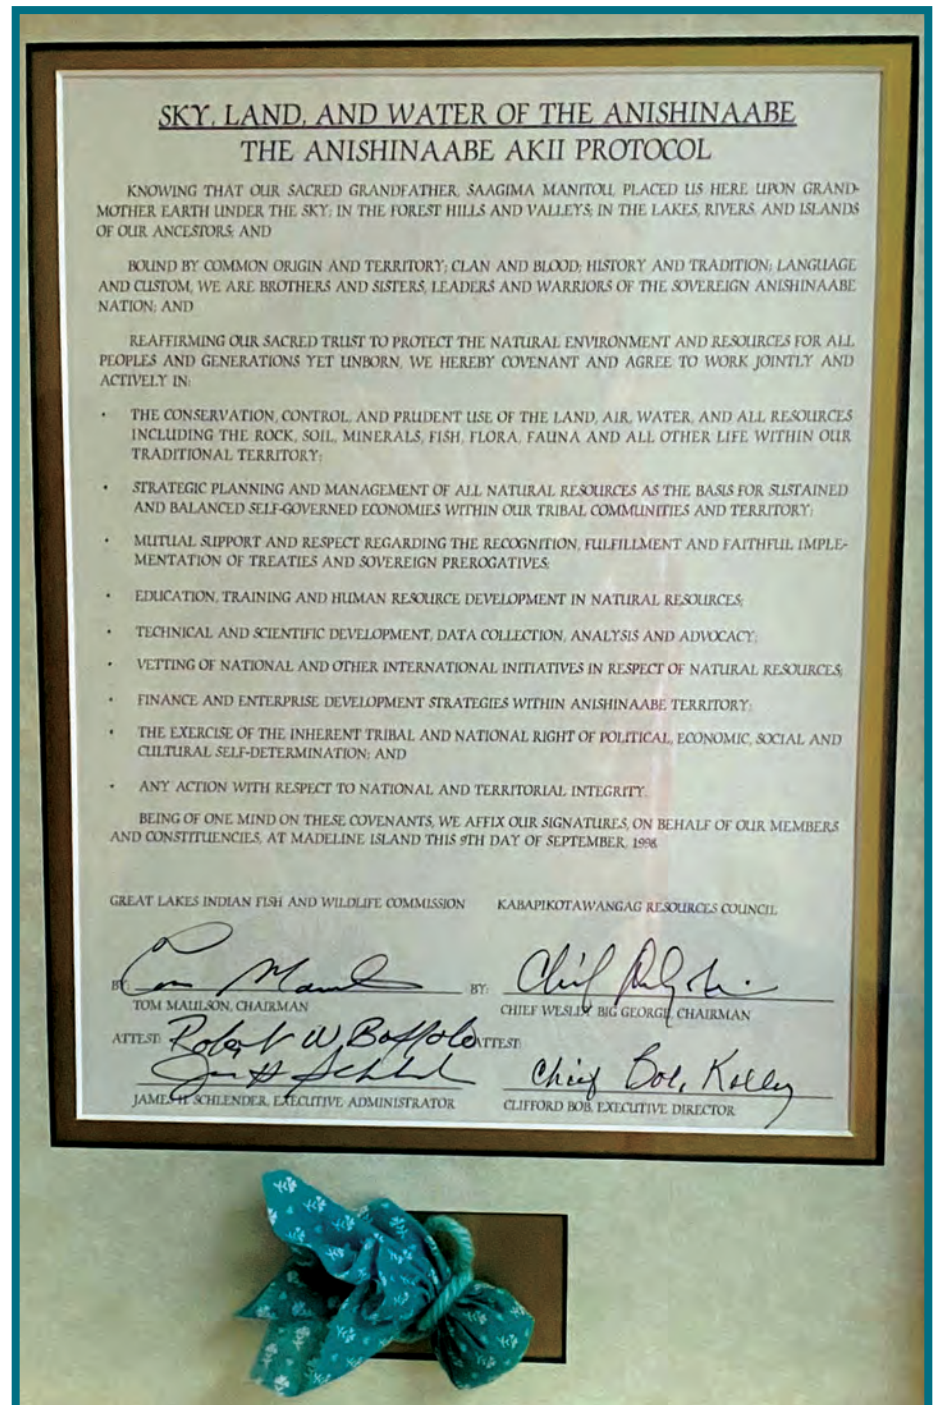 SKY, LAND, AND WATER OF THE ANISHINAABE
THE ANISHINAABE AKII PROTOCOL
KNOWING THAT OUR SACRED GRANDFATHER, SAAGIMA MANITOU, PLACED US HERE UPON GRAND-
MOTHER EARTH UNDER THE SKY; IN THE FOREST HILLS AND VALLEYS; IN THE LAKES, RIVERS, AND ISLANDS
OF OUR ANCESTORS; AND
BOUND BY COMMON ORIGIN AND TERRITORY; CLAN AND BLOOD; HISTORY AND TRADITION; LANGUAGE
AND CUSTOM, WE ARE BROTHERS AND SISTERS, LEADERS AND WARRIORS OF THE SOVEREIGN ANISHINAABE
NATION; AND
REAFFIRMING OUR SACRED TRUST TO PROTECT THE NATURAL ENVIRONMENT AND RESOURCES FOR ALL
PEOPLES AND GENERATIONS YET UNBORN, WE HEREBY COVENANT AND AGREE TO WORK JOINTLY AND
ACTIVELY IN:
• THE CONSERVATION, CONTROL, AND PRUDENT USE OF THE LAND, AIR, WATER, AND ALL RESOURCES
INCLUDING THE ROCK, SOIL, MINERALS, FISH, FLORA, FAUNA AND ALL OTHER LIFE WITHIN OUR
TRADITIONAL TERRITORY;
• STRATEGIC PLANNING AND MANAGEMENT OF ALL NATURAL RESOURCES AS THE BASIS FOR SUSTAINED
AND BALANCED SELF-GOVERNED ECONOMIES WITHIN OUR TRIBAL COMMUNITIES AND TERRITORY;
• MUTUAL SUPPORT AND RESPECT REGARDING THE RECOGNITION, FULFILLMENT AND FAITHFUL IMPLE-
MENTATION OF TREATIES AND SOVEREIGN PREROGATIVES;
• EDUCATION, TRAINING AND HUMAN RESOURCE DEVELOPMENT IN NATURAL RESOURCES;
• TECHNICAL AND SCIENTIFIC DEVELOPMENT, DATA COLLECTION, ANALYSIS AND ADVOCACY;
• VETTING OF NATIONAL AND OTHER INTERNATIONAL INITIATIVES IN RESPECT OF NATURAL RESOURCES;
• FINANCE AND ENTERPRISE DEVELOPMENT STRATEGIES WITHIN ANISHINAABE TERRITORY;
• THE EXERCISE OF THE INHERENT TRIBAL AND NATIONAL RIGHT OF POLITICAL, ECONOMIC, SOCIAL AND
CULTURAL SELF-DETERMINATION; AND
• ANY ACTION WITH RESPECT TO NATIONAL AND TERRITORIAL INTEGRITY.
BEING OF ONE MIND ON THESE COVENANTS, WE AFFIX OUR SIGNATURES, ON BEHALF OF OUR MEMBERS
AND CONSTITUENCIES, AT MADELINE ISLAND THIS 9TH DAY OF SEPTEMBER, 1998.
GREAT LAKES INDIAN FISH AND WILDLIFE COMMISSION KABAPIKOTAWANGAG RESOURCES COUNCIL
BY: BY: Chief
TOM MAULSON, CHAIRMAN CHIEF WESLEY BIG GEORGE, CHAIRMAN
ATTEST: Robert W. ATTEST:
Chief Bob Kelley
JAMES H. SCHLENDER, EXECUTIVE ADMINISTRATOR CLIFFORD BOB, EXECUTIVE DIRECTOR